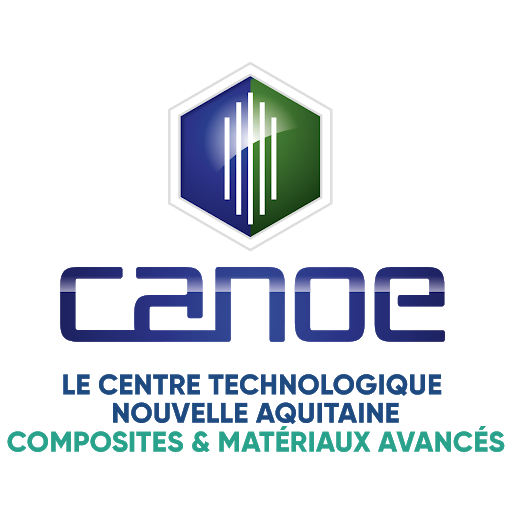 canoe
LE CENTRE TECHNOLOGIQUE
NOUVELLE AQUITAINE
COMPOSITES & MATÉRIAUX AVANCÉS